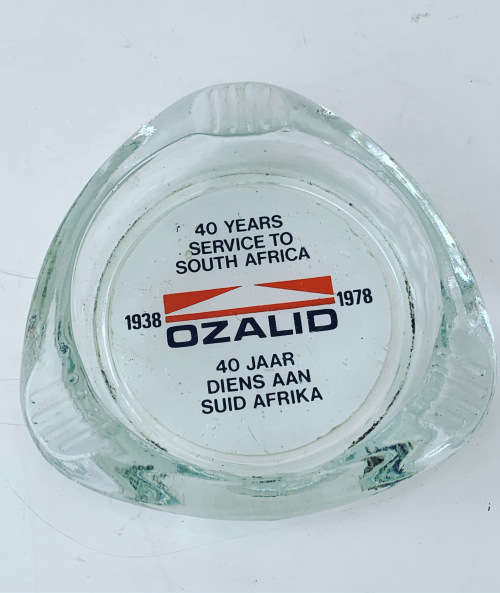 40 YEARS
SERVICE TO
SOUTH AFRICA
1938 OZALID 1978
40 JAAR
DIENS AAN
SUID AFRIKA